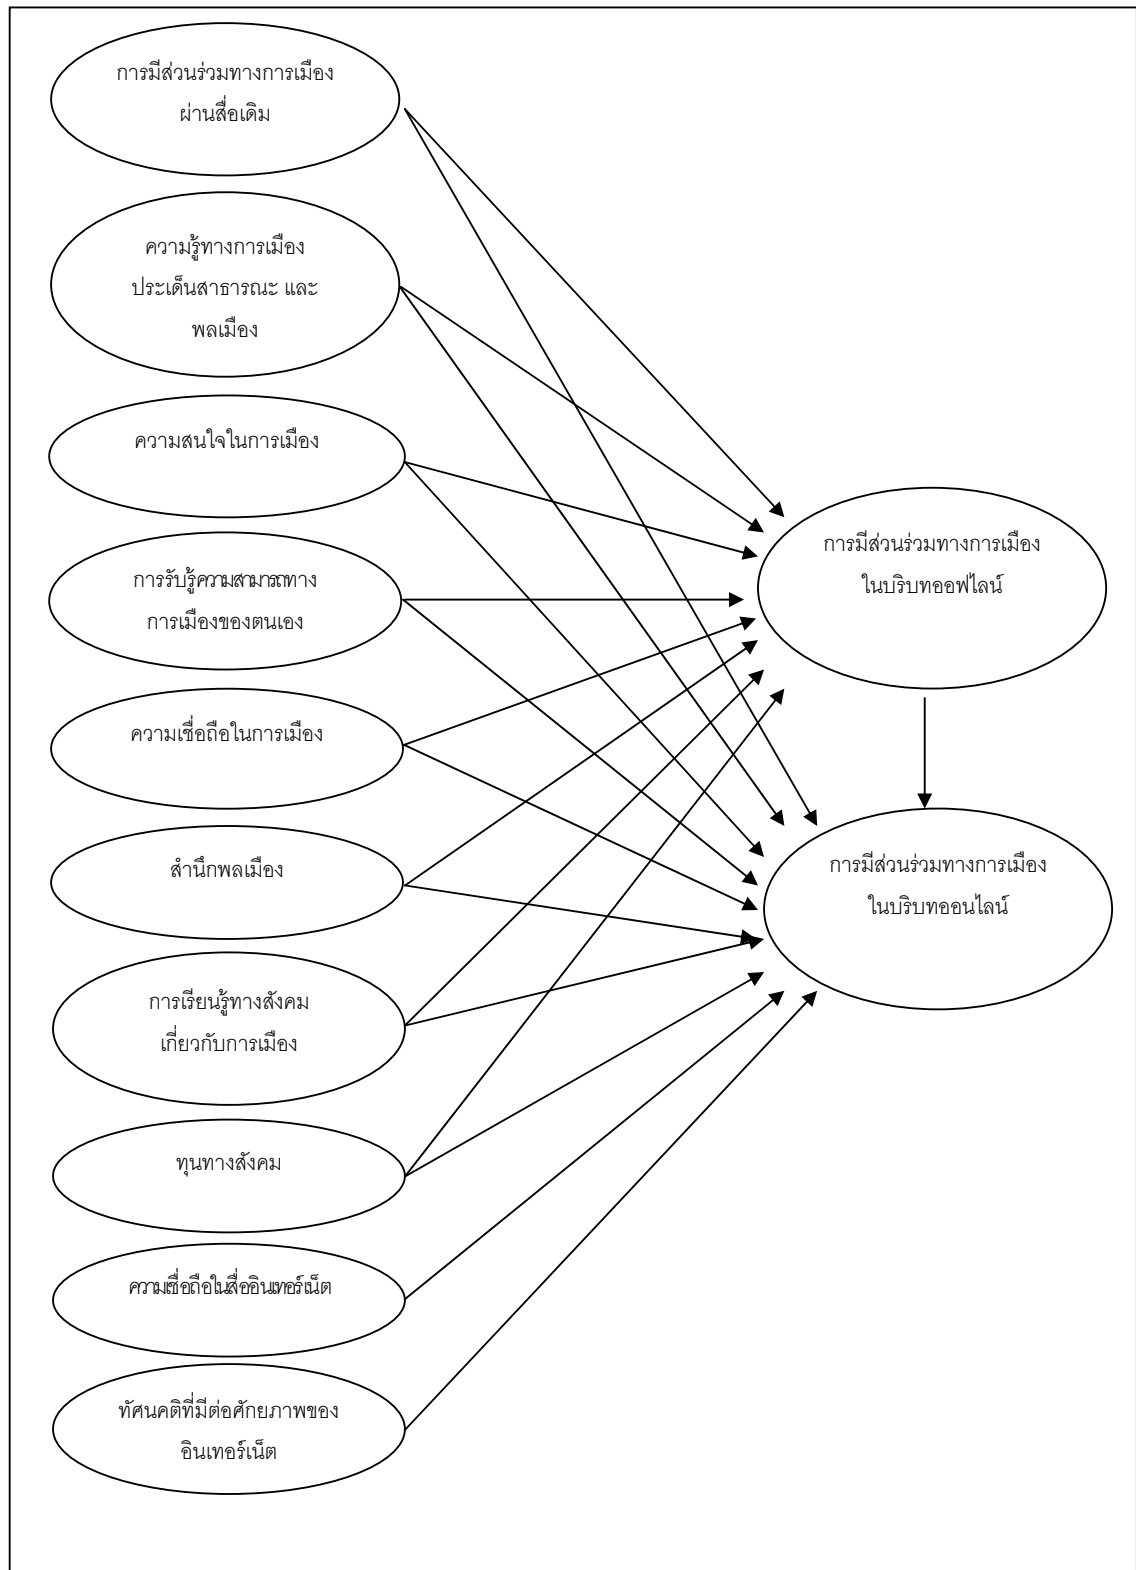 การมีส่วนร่วมทางการเมือง
ผ่านสื่อเดิม
ความรู้ทางการเมือง
ประเด็นสาธารณะ และ
พลเมือง
ความสนใจในการเมือง
การรับรู้ความสามารถทาง
การเมืองของตนเอง
ความเชื่อถือในการเมือง
สำนึกพลเมือง
การเรียนรู้ทางสังคม
เกี่ยวกับการเมือง
ทุนทางสังคม
ความเชื่อถือในสื่ออินเทอร์เน็ต
ทัศนคติที่มีต่อศักยภาพของ
อินเทอร์เน็ต
การมีส่วนร่วมทางการเมือง
ในบริบทออฟไลน์
การมีส่วนร่วมทางการเมือง
ในบริบทออนไลน์